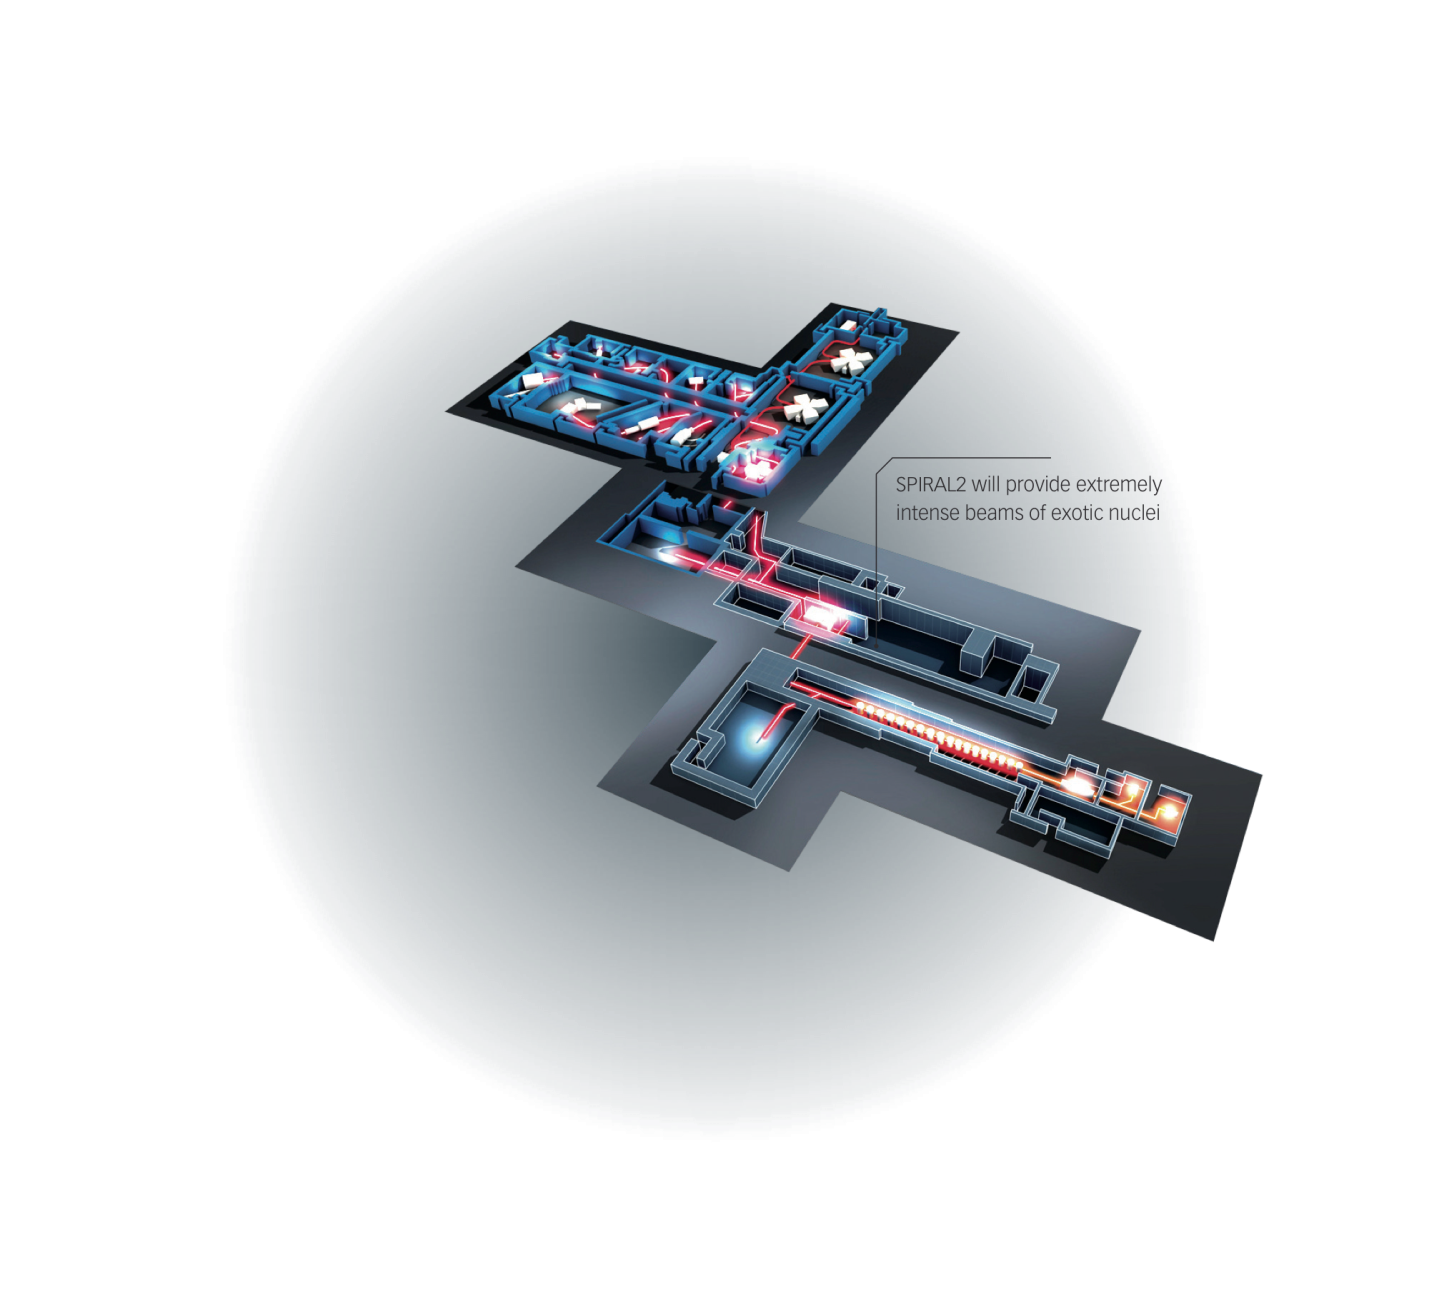 SPIRAL2 will provide extremely
intense beams of exotic nuclei